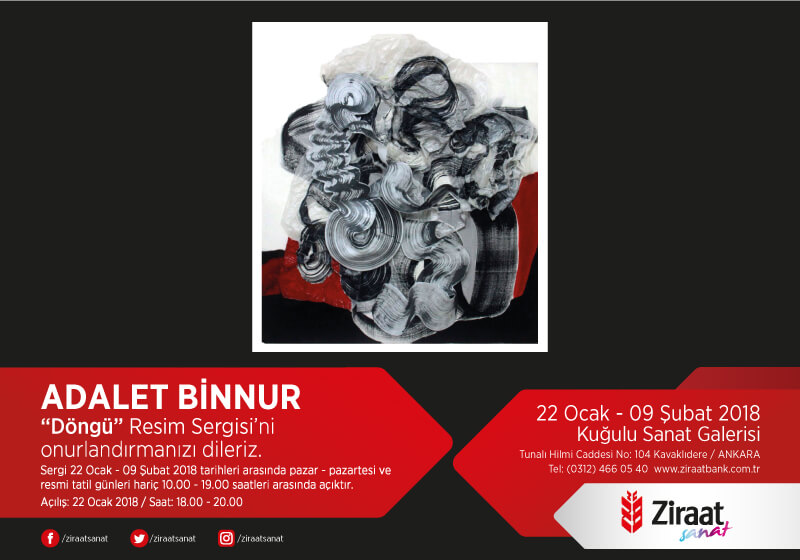 ADALET BİNNUR
“Döngü” Resim Sergisi’ni
onurlandırmanızı dileriz.
Sergi 22 Ocak - 09 Şubat 2018 tarihleri arasında pazar - pazartesi ve
resmi tatil günleri hariç 10.00 - 19.00 saatleri arasında açıktır.
Açılış: 22 Ocak 2018 / Saat: 18.00 - 20.00
/ziraatsanat
/ziraatsanat
/ziraatsanat
22 Ocak - 09 Şubat 2018
Kuğulu Sanat Galerisi
Tunalı Hilmi Caddesi No: 104 Kavaklıdere / ANKARA
Tel: (0312) 466 05 40 www.ziraatbank.com.tr
Ziraat
sanat